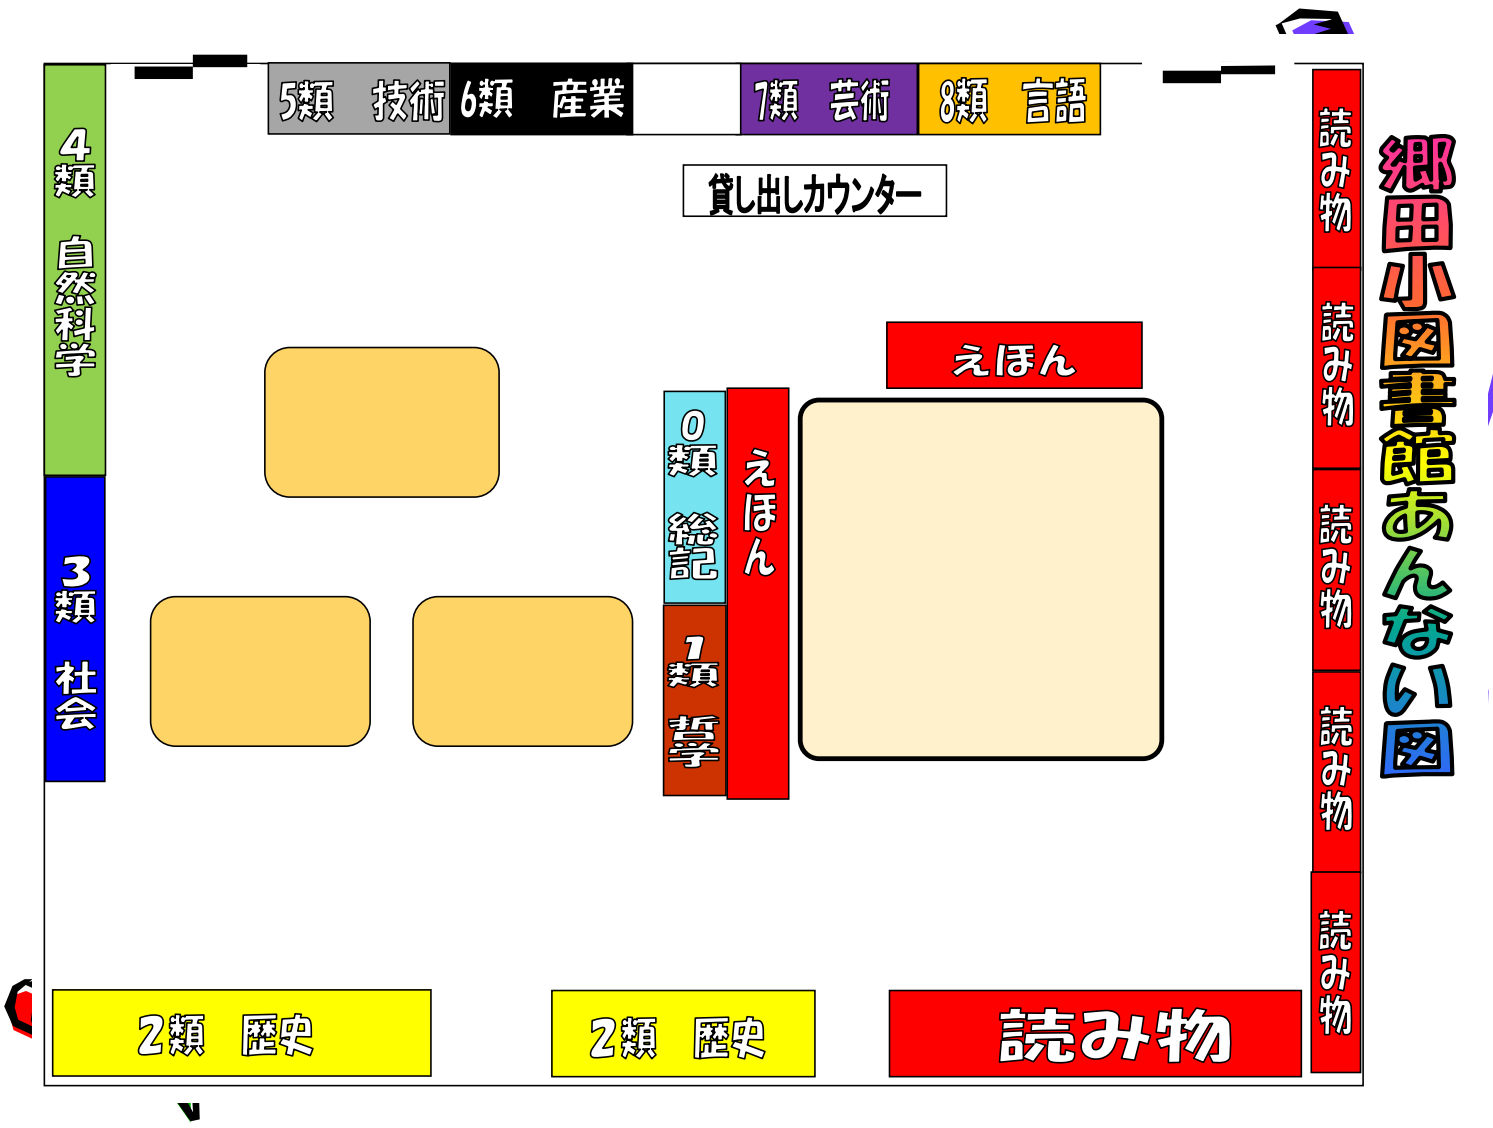 郷田小図書館あんない図
5類　技術
6類　産業
7類　芸術
8類　言語
貸し出しカウンター
4類　自然科学
3類　社会
えほん
0類　総記
えほん
1類　哲学
読み物
読み物
読み物
読み物
読み物
2類　歴史
2類　歴史
読み物